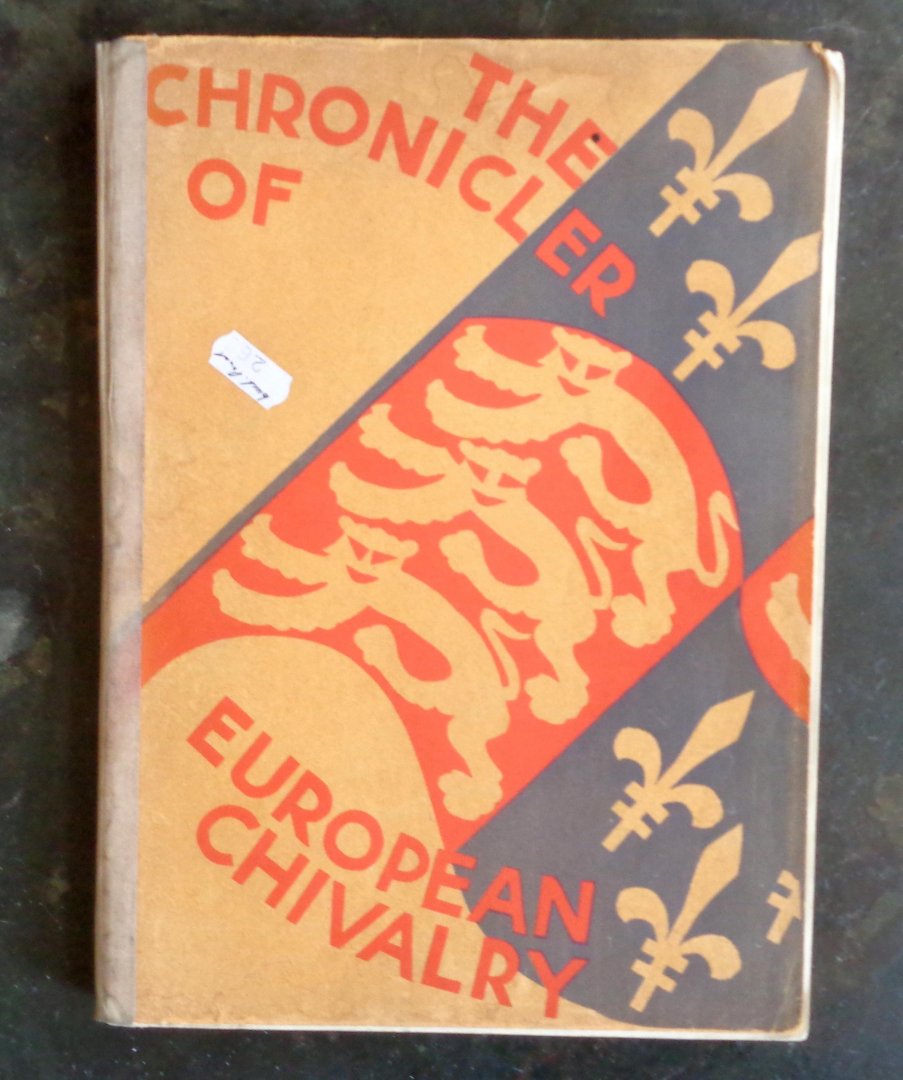 THE
CHRONICLER
OF
EUROPEAN
CHIVALRY